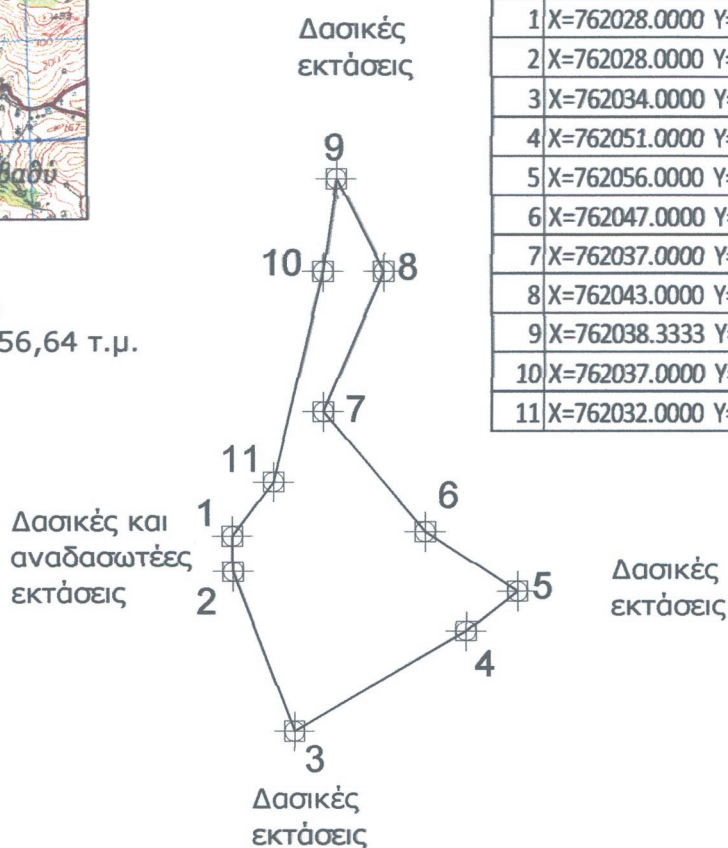 Δασικές
εκτάσεις
1 X=762028.0000 Y=
2 X=762028.0000 Y=
3 X=762034.0000 Y=
4 X=762051.0000 Y=
5 X=762056.0000 Y=
6 X=762047.0000 Y=
7 X=762037.0000 Y=
8 X=762043.0000 Y=
9 X=762038.3333 Y=
10 X=762037.0000 Y=
11 X=762032.0000 Y=
βαθύ
9
10
8
56,64 τ.μ.
7
11
6
1
Δασικές και
αναδασωτέες
εκτάσεις
2
5
Δασικές
εκτάσεις
4
3
Δασικές
εκτάσεις